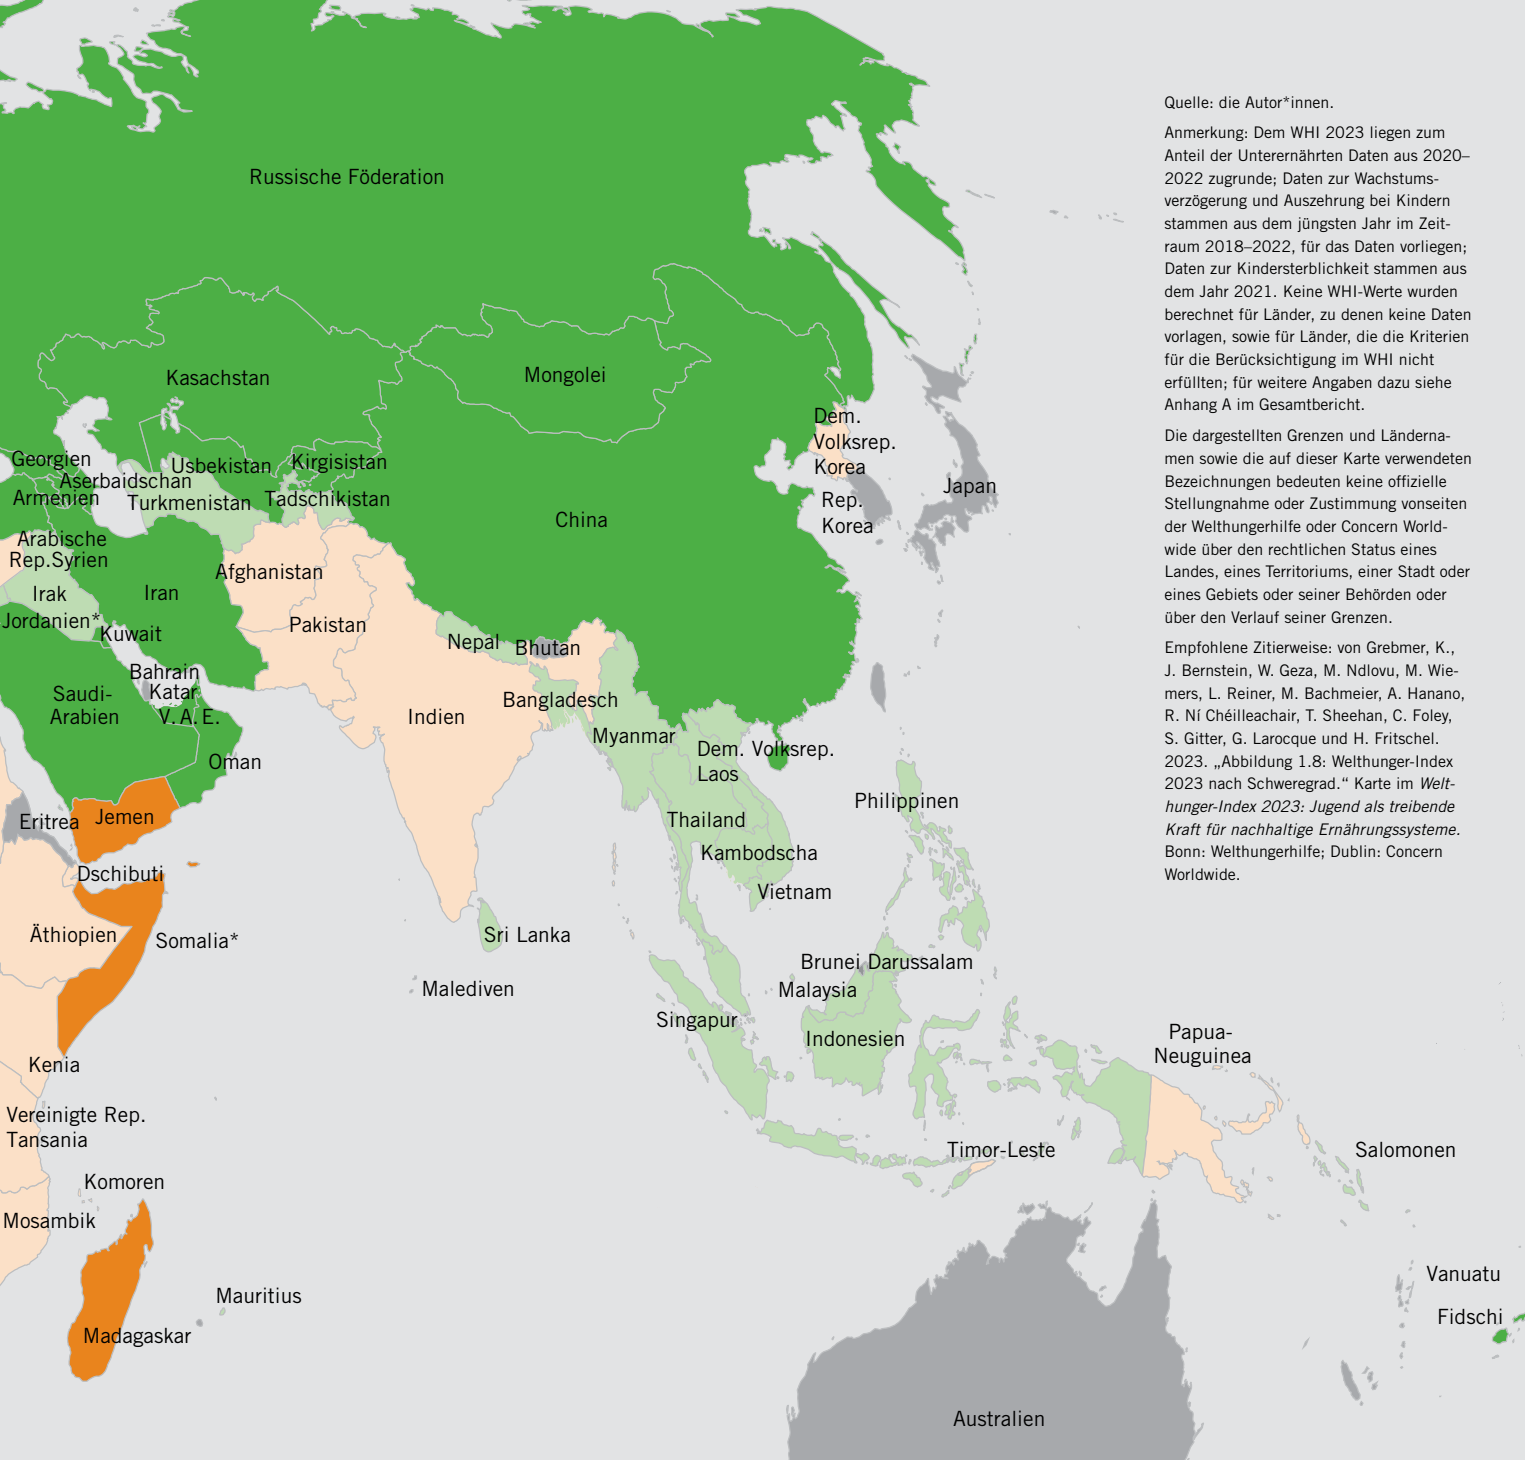 Russische Föderation
Kasachstan
Mongolei
Dem.
Volksrep.
Korea
Georgien
Aserbaidschan
Armenien
Usbekistan
Kirgisistan
Turkmenistan
Tadschikistan
Rep.
Korea
Japan
China
Arabische
Rep.Syrien
Irak
Iran
Afghanistan
Jordanien*
Kuwait
Pakistan
Nepal
Bhutan
Bahrain
Katar
Saudi-
Arabien
V. A. E.
Bangladesch
Indien
Myanmar
Oman
Dem. Volksrep.
Laos
Eritrea
Jemen
Thailand
Philippinen
Kambodscha
Dschibuti
Vietnam
Äthiopien
Somalia*
Sri Lanka
Brunei Darussalam
Malediven
Malaysia
Singapur
Indonesien
Papua-
Neuguinea
Kenia
Vereinigte Rep.
Tansania
Timor-Leste
Salomonen
Komoren
Mosambik
Mauritius
Madagaskar
Vanuatu
Fidschi
Australien
Quelle: die Autor*innen.
Anmerkung: Dem WHI 2023 liegen zum
Anteil der Unterernährten Daten aus 2020–
2022 zugrunde; Daten zur Wachstums-
verzögerung und Auszehrung bei Kindern
stammen aus dem jüngsten Jahr im Zeit-
raum 2018–2022, für das Daten vorliegen;
Daten zur Kindersterblichkeit stammen aus
dem Jahr 2021. Keine WHI-Werte wurden
berechnet für Länder, zu denen keine Daten
vorlagen, sowie für Länder, die die Kriterien
für die Berücksichtigung im WHI nicht
erfüllten; für weitere Angaben dazu siehe
Anhang A im Gesamtbericht.
Die dargestellten Grenzen und Länderna-
men sowie die auf dieser Karte verwendeten
Bezeichnungen bedeuten keine offizielle
Stellungnahme oder Zustimmung vonseiten
der Welthungerhilfe oder Concern World-
wide über den rechtlichen Status eines
Landes, eines Territoriums, einer Stadt oder
eines Gebiets oder seiner Behörden oder
über den Verlauf seiner Grenzen.
Empfohlene Zitierweise: von Grebmer, K.,
J. Bernstein, W. Geza, M. Ndlovu, M. Wie-
mers, L. Reiner, M. Bachmeier, A. Hanano,
R. Ní Chéilleachair, T. Sheehan, C. Foley,
S. Gitter, G. Larocque und H. Fritschel.
2023. „Abbildung 1.8: Welthunger-Index
2023 nach Schweregrad.“ Karte im Welt-
hunger-Index 2023: Jugend als treibende
Kraft für nachhaltige Ernährungssysteme.
Bonn: Welthungerhilfe; Dublin: Concern
Worldwide.